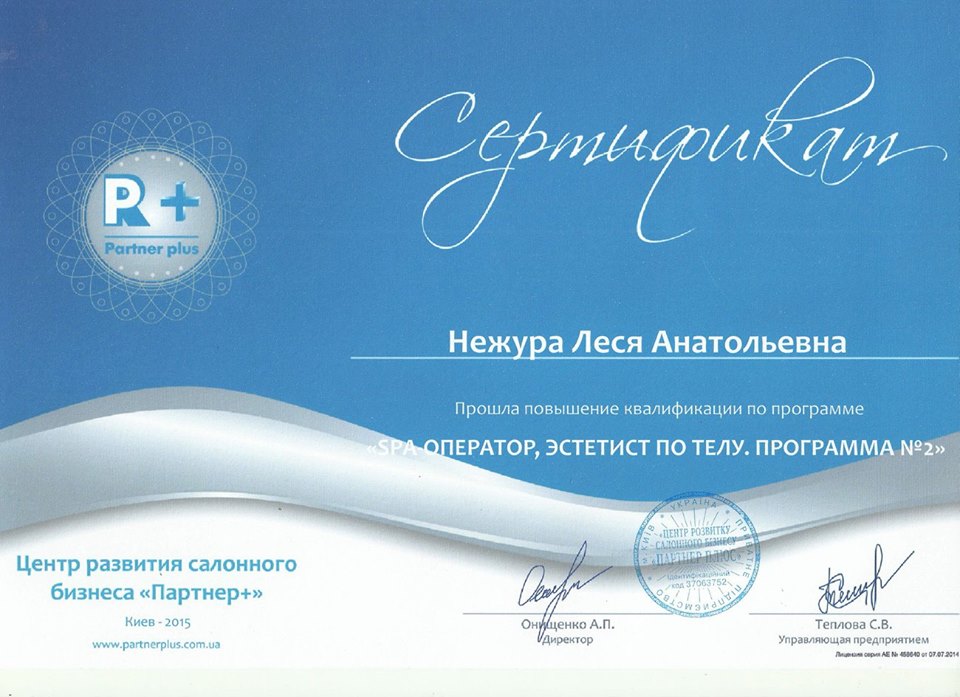 Сертификат
PR +
Partner plus
Нежура Леся Анатольевна
Прошла повышение квалификации по программе
«SPA-ОПЕРАТОР, ЭСТЕТИСТ ПО ТЕЛУ. ПРОГРАММА №2»
Центр развития салонного
бизнеса «Партнер+»
Киев - 2015
www.partnerplus.com.ua
УКРАЇНА
ПРИВАТНЕ ПІДПРИЄМСТВО
м.КИЇВ
«ЦЕНТР РОЗВИТКУ
САЛОННОГО БІЗНЕСУ
«ПАРТНЕР ПЛЮС»
Ідентифікаційний
код 37063752
Онищенко А.П.
Директор
Теплова С.В.
Управляющая предприятием
Лицензия серия АЕ № 458640 от 07.07.2014